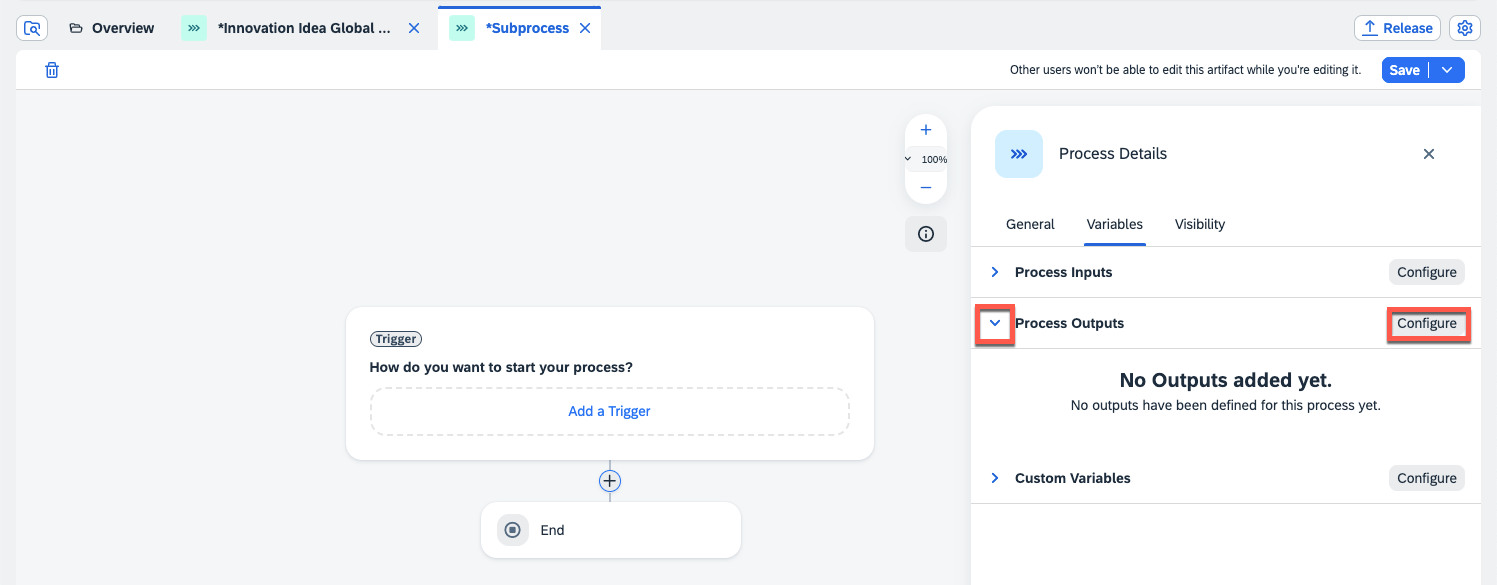 Overview
*Innovation Idea Global ...
*Subprocess
Release
Other users won't be able to edit this artifact while you're editing it.
Save
100%
Process Details
General
Variables
Visibility
Process Inputs
Configure
Process Outputs
Configure
No Outputs added yet.
No outputs have been defined for this process yet.
Custom Variables
Configure
Trigger
How do you want to start your process?
Add a Trigger
End